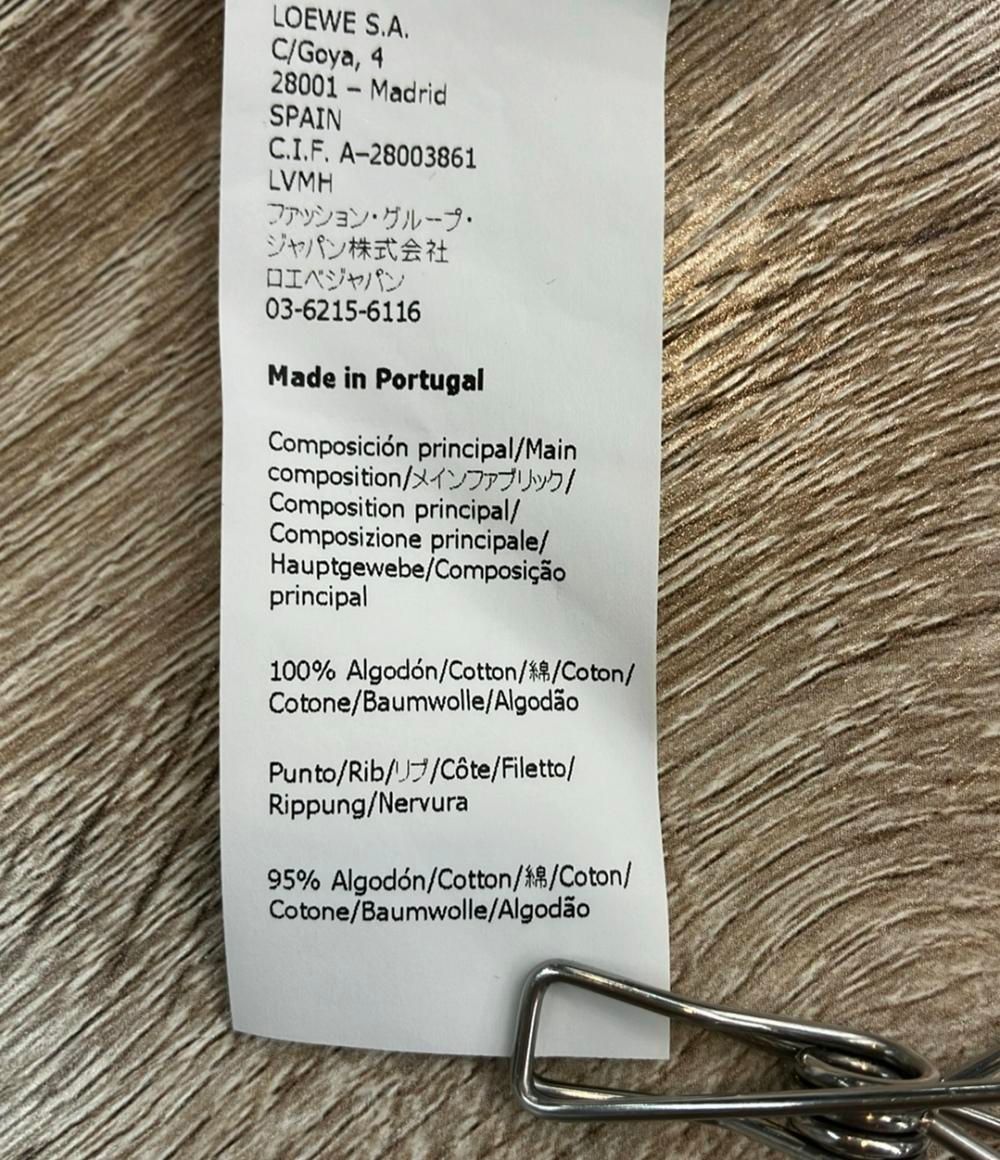 LOEWE S.A.
C/Goya, 4
28001 – Madrid
SPAIN
C.I.F. A–28003861
LVMH
ファッション・グループ・
ジャパン株式会社
ロエベジャパン
03-6215-6116
Made in Portugal
Composición principal/Main
composition/メインファブリック/
Composition principal/
Composizione principale/
Hauptgewebe/Composição
principal
100% Algodón/Cotton/綿/Coton/
Cotone/Baumwolle/Algodão
Punto/Rib/リブ/Côte/Filetto/
Rippung/Nervura
95% Algodón/Cotton/綿/Coton/
Cotone/Baumwolle/Algodão